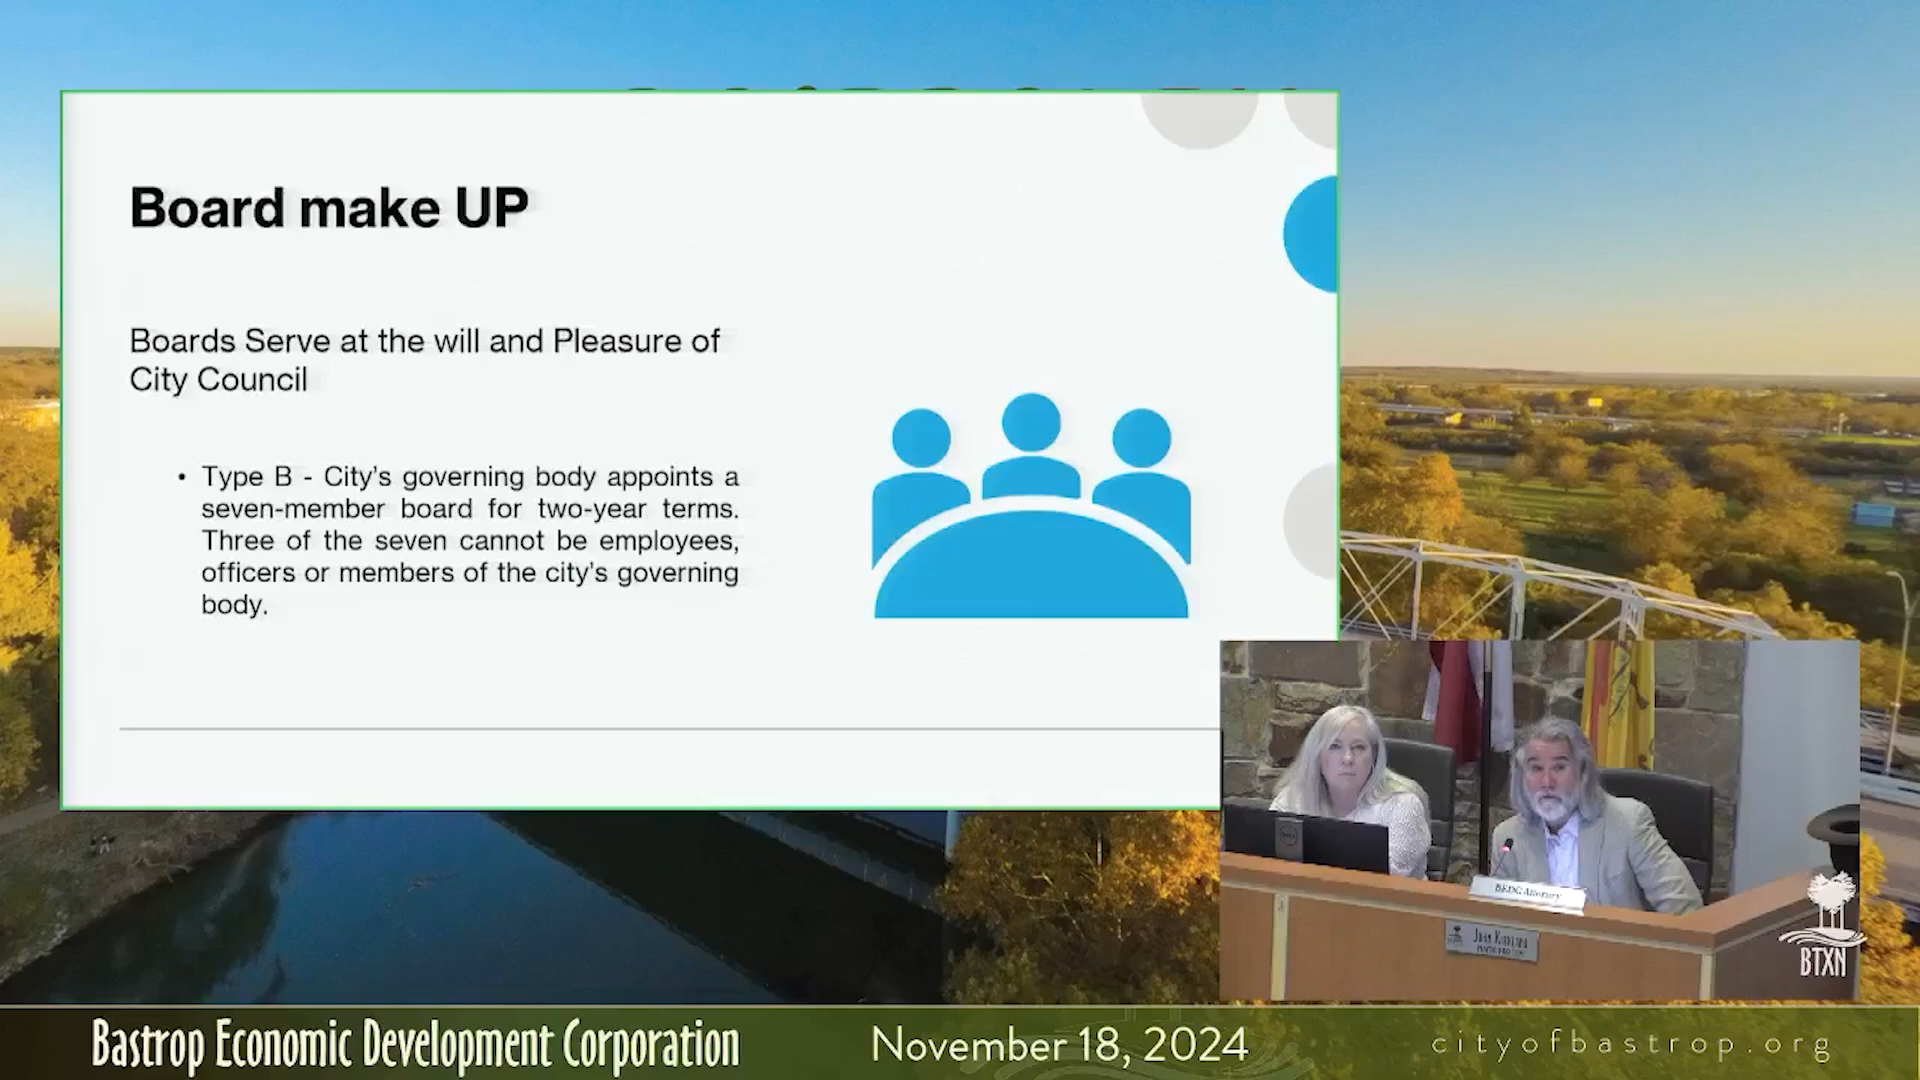 Board make UP
Boards Serve at the will and Pleasure of
City Council
• Type B - City's governing body appoints a
seven-member board for two-year terms.
Three of the seven cannot be employees,
officers or members of the city's governing
body.
BEDC Attorney
BTXN
Bastrop Economic Development Corporation
November 18, 2024
cityofbastrop.org